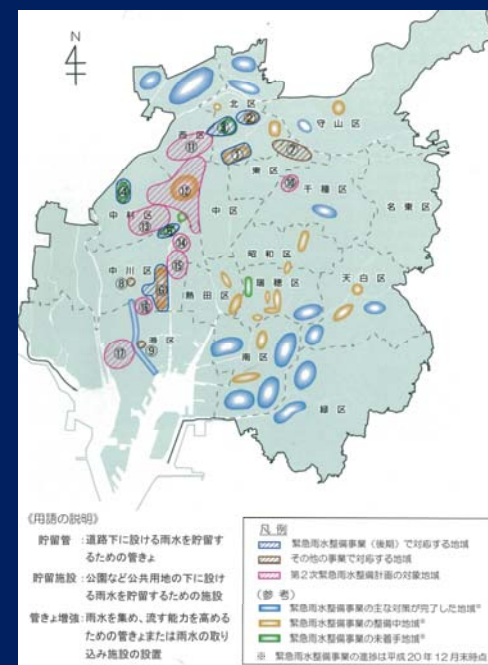 N
北区
守山区
西区
東区
千種区
名東区
中村区
中区
昭和区
中川区
瑞穂区
天白区
熱田区
港区
南区
緑区
《用語の説明》
貯留管：道路下に設ける雨水を貯留す
るための管きょ
貯留施設：公園など公共用地の下に設け
る雨水を貯留するための施設
管きょ増強：雨水を集め、流す能力を高める
ための管きょまたは雨水の取り
込み施設の設置
凡例
緊急雨水整備事業〈後期〉で対応する地域
その他の事業で対応する地域
第2次緊急雨水整備計画の対象地域
(参考)
緊急雨水整備事業の主な対策が完了した地域※
緊急雨水整備事業の整備中地域※
緊急雨水整備事業の未着手地域※
※ 緊急雨水整備事業の進捗は平成20年12月末時点